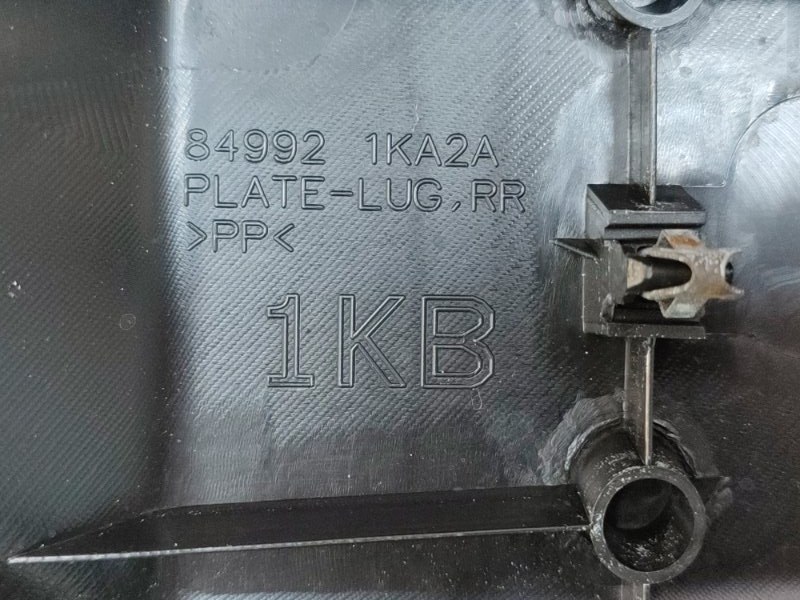 84992 1KA2A
PLATE-LUG,RR
>PP<
1KB